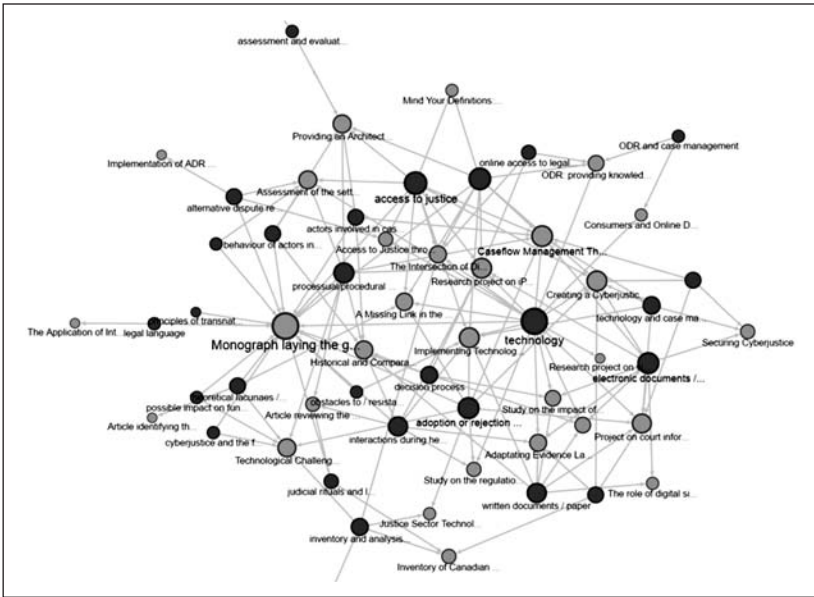 assessment and evaluat...
Mind Your Definitions ...
Providing an Architect...
online access to legal ...
ODR and case management
Implementation of ADR ...
ODR: providing knowled...
Assessment of the sett...
access to justice
alternative dispute re...
Consumers and Online D...
actors involved in cas...
behaviour of actors in...
Access to Justice thro...
Caseflow Management Th...
The Intersection of Di...
processual/procedural ...
Research project on iP...
Creating a Cyberjustic...
A Missing Link in the ...
principles of transnat...
technology and case ma...
The Application of Int...
legal language
Monograph laying the g...
technology
Securing Cyberjustice
Historical and Compara...
Implementing Technolog...
Research project on ...
electronic documents /...
decision process
theoretical lacunaes /...
obstacles to / resista...
possible impact on fun...
Article reviewing the ...
Study on the impact of...
adoption or rejection ...
Article identifying th...
cyberjustice and the f...
interactions during he...
Project on court infor...
Technological Challeng...
Adaptating Evidence La...
Study on the regulatio...
judicial rituals and l...
written documents / paper
The role of digital si...
Justice Sector Technol...
inventory and analysis...
Inventory of Canadian ...